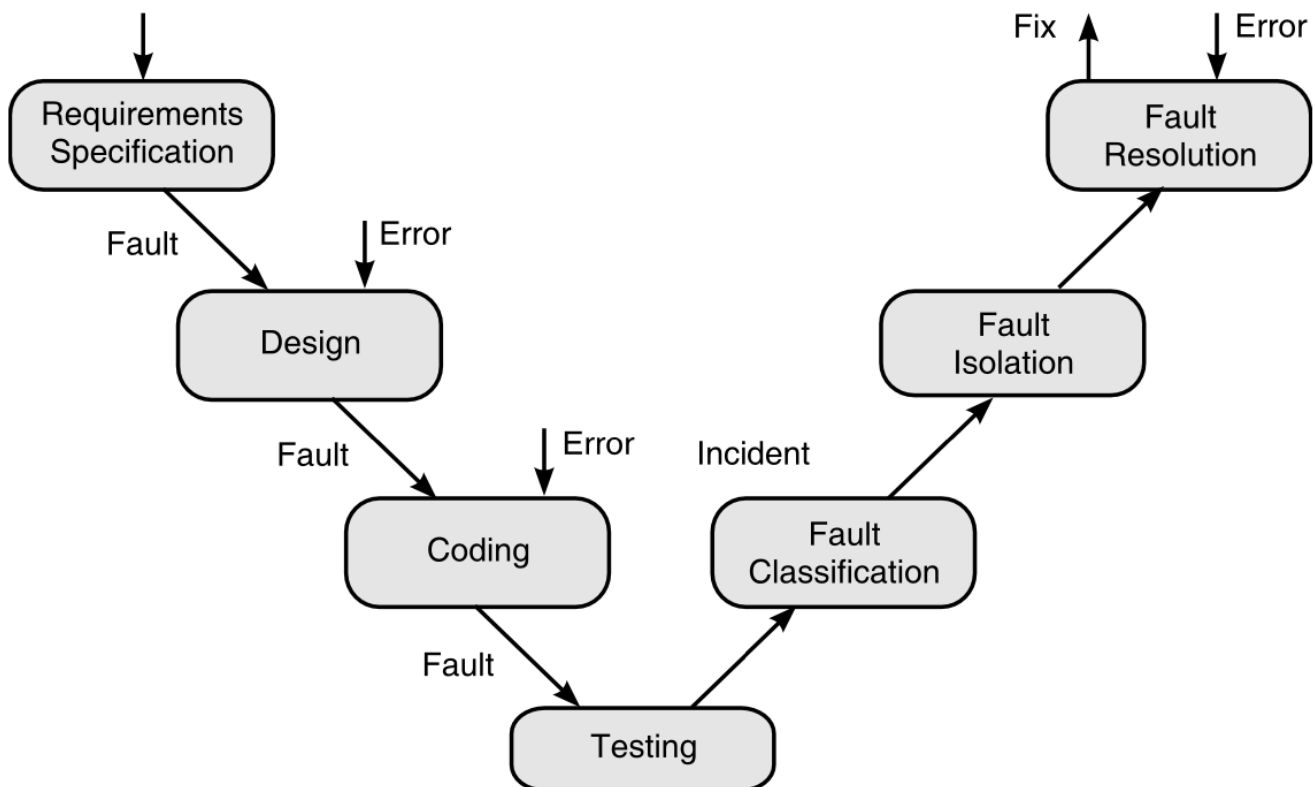 Fix
Error
Requirements
Specification
Fault
Resolution
Fault
Error
Design
Fault
Isolation
Fault
Error
Incident
Coding
Fault
Classification
Fault
Testing